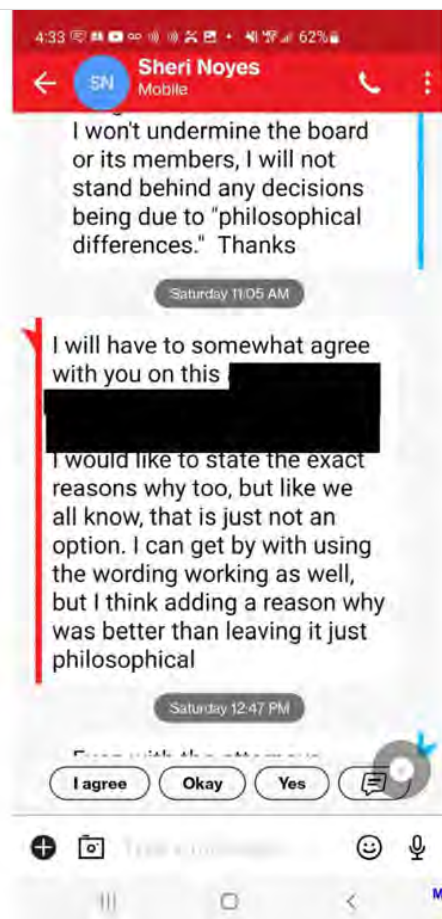 4:33 62%
Sheri Noyes
SN
Mobile
I won't undermine the board
or its members, I will not
stand behind any decisions
being due to "philosophical
differences." Thanks
Saturday 11:05 AM
I will have to somewhat agree
with you on this
I would like to state the exact
reasons why too, but like we
all know, that is just not an
option. I can get by with using
the wording working as well,
but I think adding a reason why
was better than leaving it just
philosophical
Saturday 12:47 PM
I agree
Okay
Yes
M